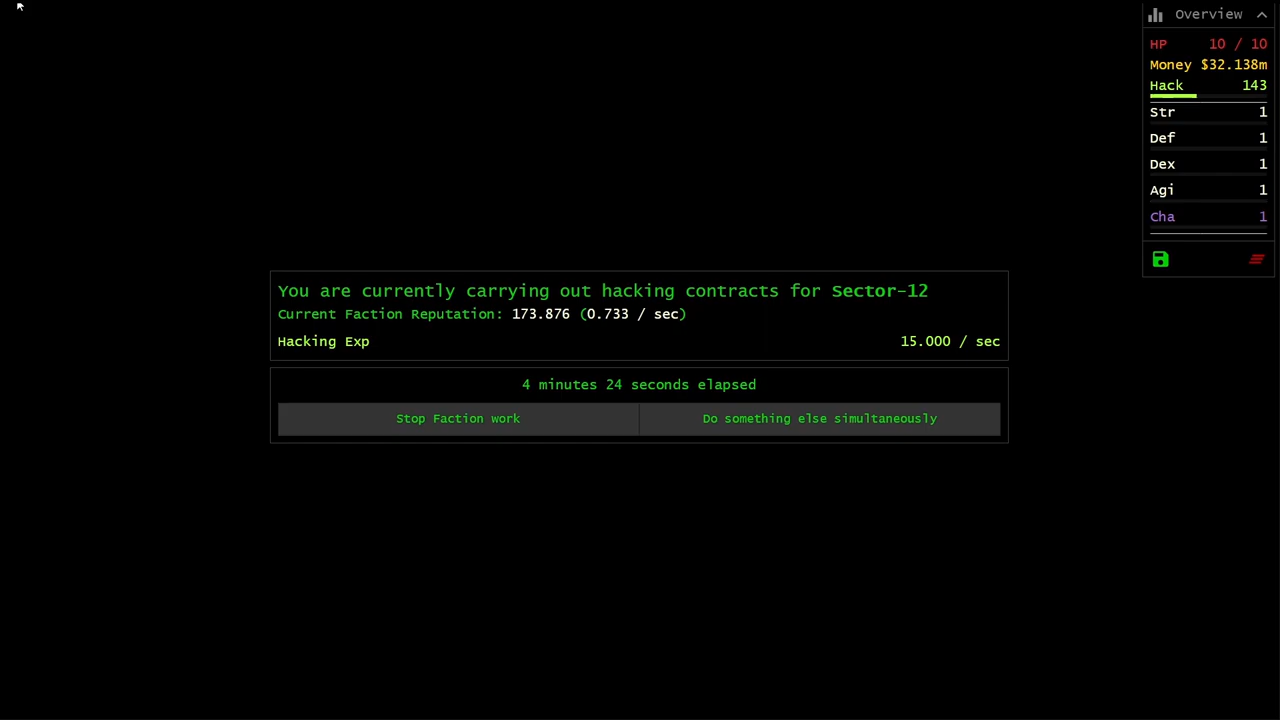 Overview
HP 10 / 10
Money $32.138m
Hack 143
Str 1
Def 1
Dex 1
Agi 1
Cha 1
You are currently carrying out hacking contracts for Sector-12
Current Faction Reputation: 173.876 (0.733 / sec)
Hacking Exp 15.000 / sec
4 minutes 24 seconds elapsed
Stop Faction work Do something else simultaneously